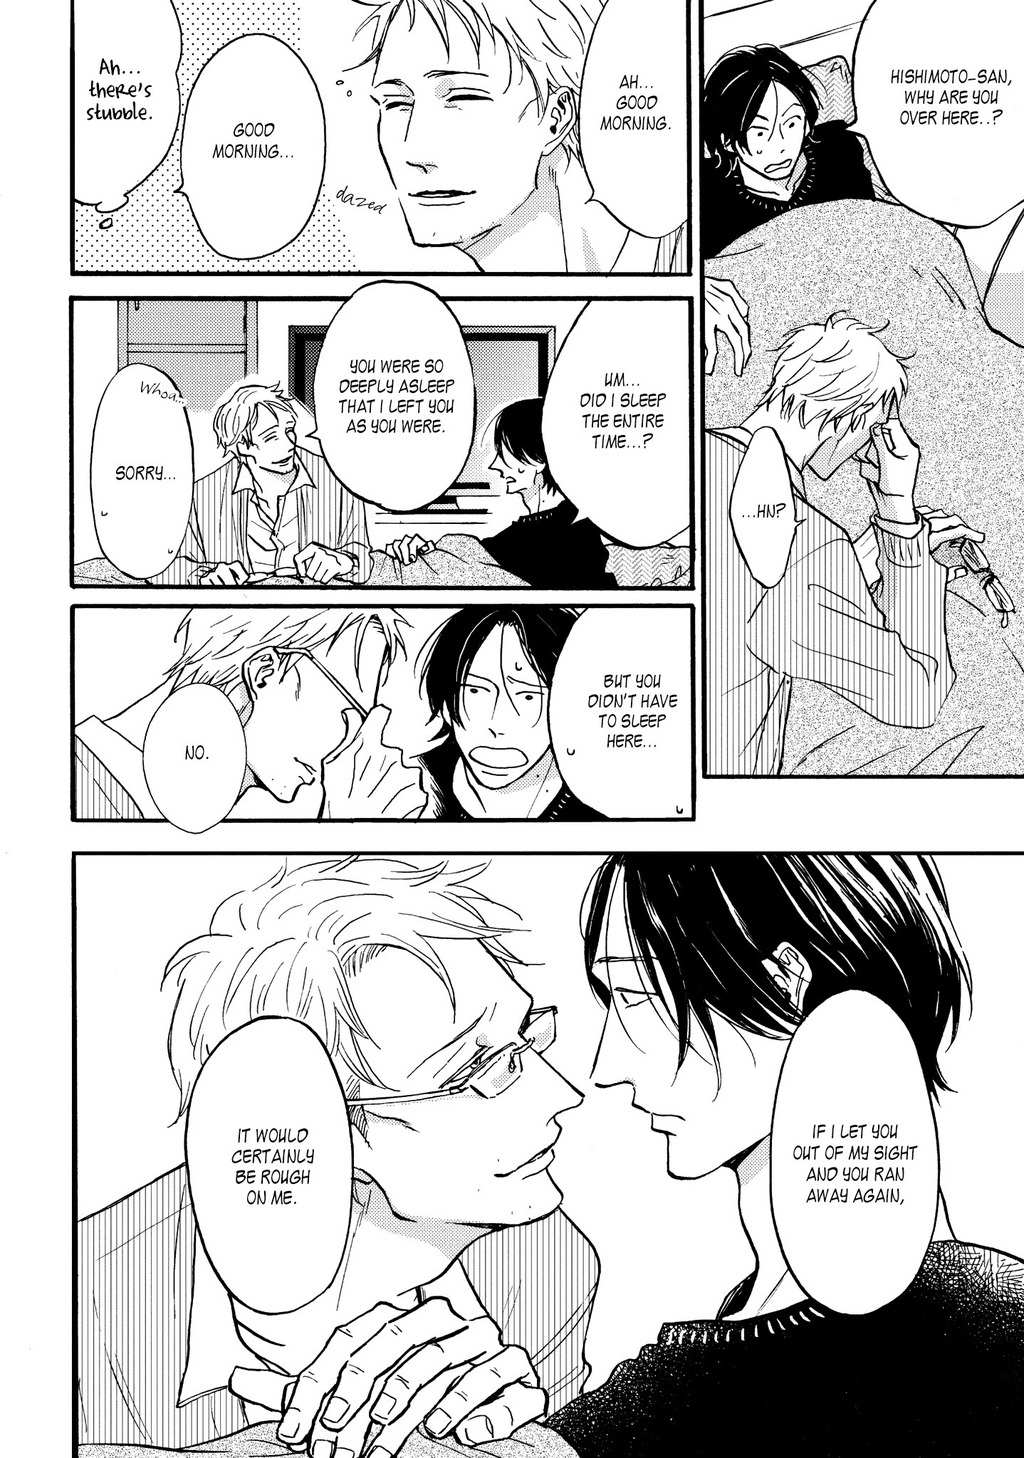 HISHIMOTO-SAN,
WHY ARE YOU
OVER HERE..?
...HN?
AH...
GOOD
MORNING.
GOOD
MORNING...
dazed
Ah...
there's
stubble.
UM...
DID I SLEEP
THE ENTIRE
TIME...?
YOU WERE SO
DEEPLY ASLEEP
THAT I LEFT YOU
AS YOU WERE.
Whoa...
SORRY...
BUT YOU
DIDN'T HAVE
TO SLEEP
HERE...
NO.
IF I LET YOU
OUT OF MY SIGHT
AND YOU RAN
AWAY AGAIN,
IT WOULD
CERTAINLY
BE ROUGH
ON ME.